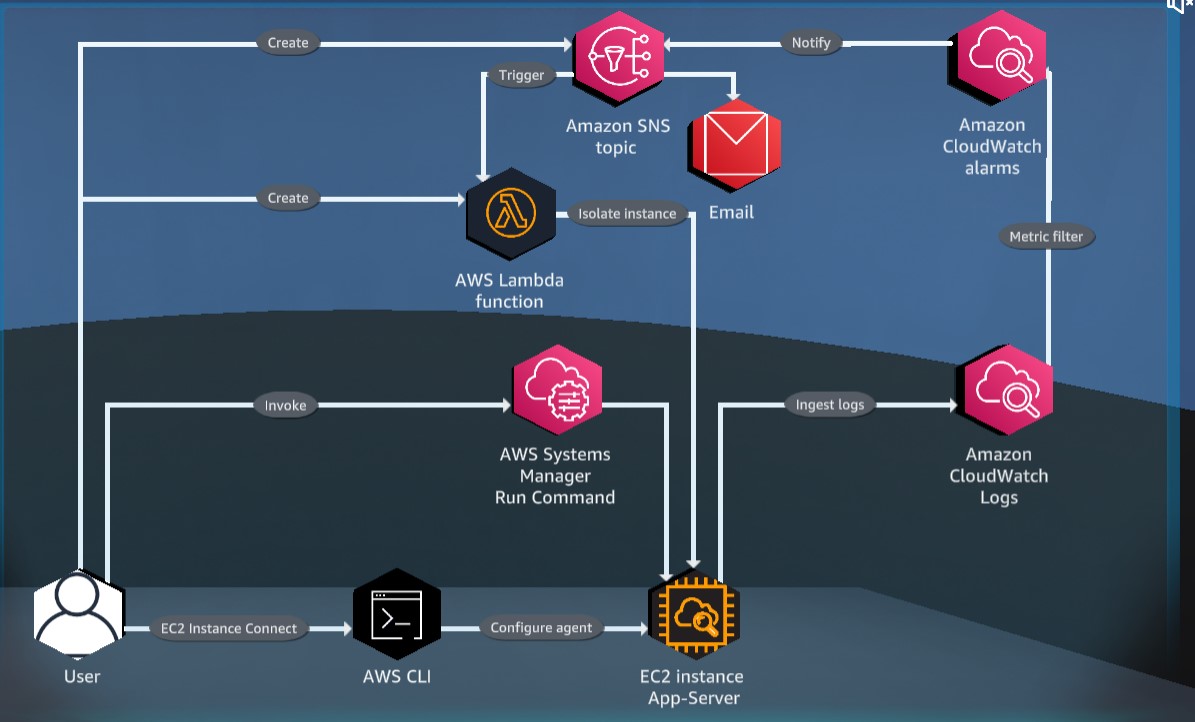 Create
Notify
Trigger
Amazon SNS
topic
Amazon
CloudWatch
alarms
Create
Isolate instance
Email
Metric filter
AWS Lambda
function
Invoke
Ingest logs
AWS Systems
Manager
Run Command
Amazon
CloudWatch
Logs
EC2 Instance Connect
Configure agent
User
AWS CLI
EC2 instance
App-Server